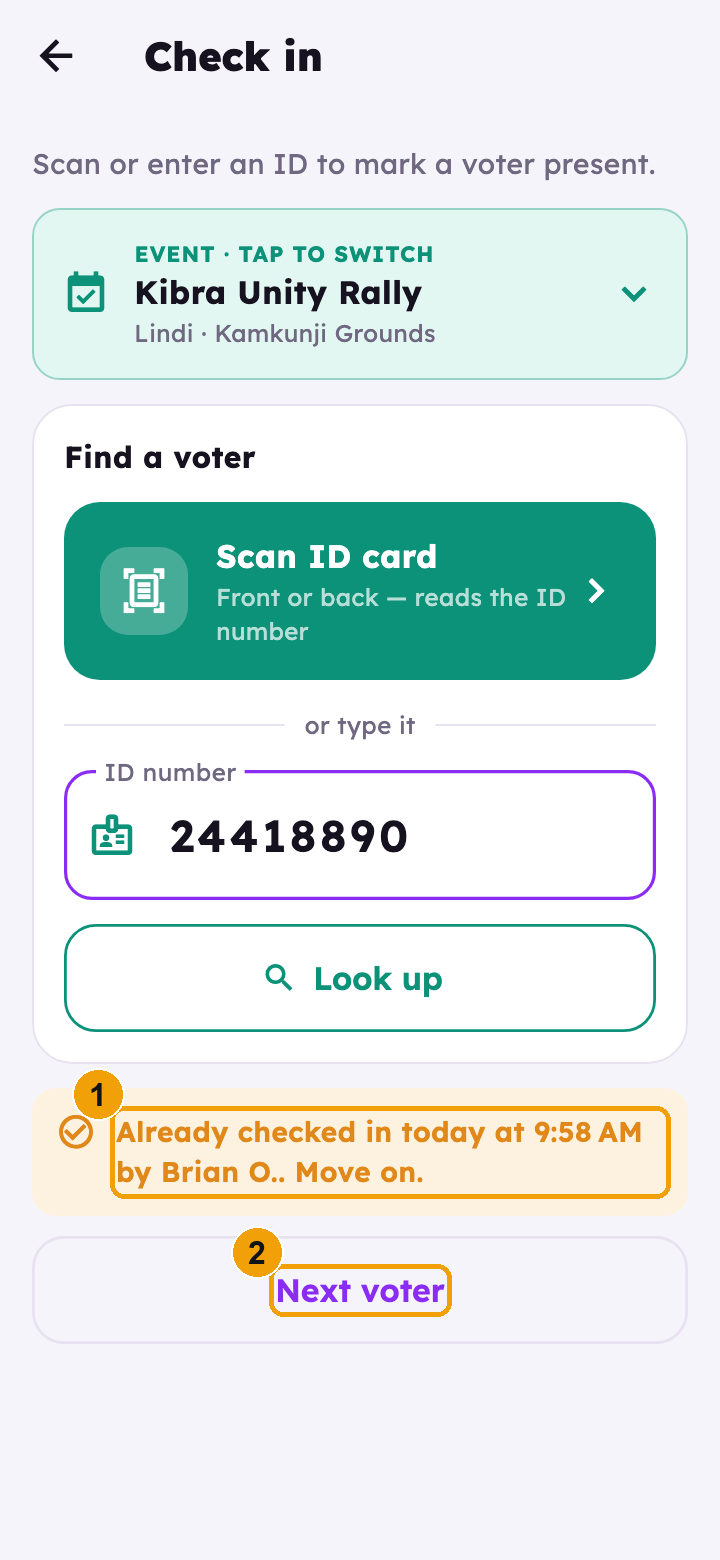 Check in
Scan or enter an ID to mark a voter present.
EVENT · TAP TO SWITCH
Kibra Unity Rally
Lindi · Kamkunji Grounds
Find a voter
Scan ID card
Front or back — reads the ID
number
or type it
ID number
24418890
Look up
1
Already checked in today at 9:58 AM
by Brian O.. Move on.
2
Next voter